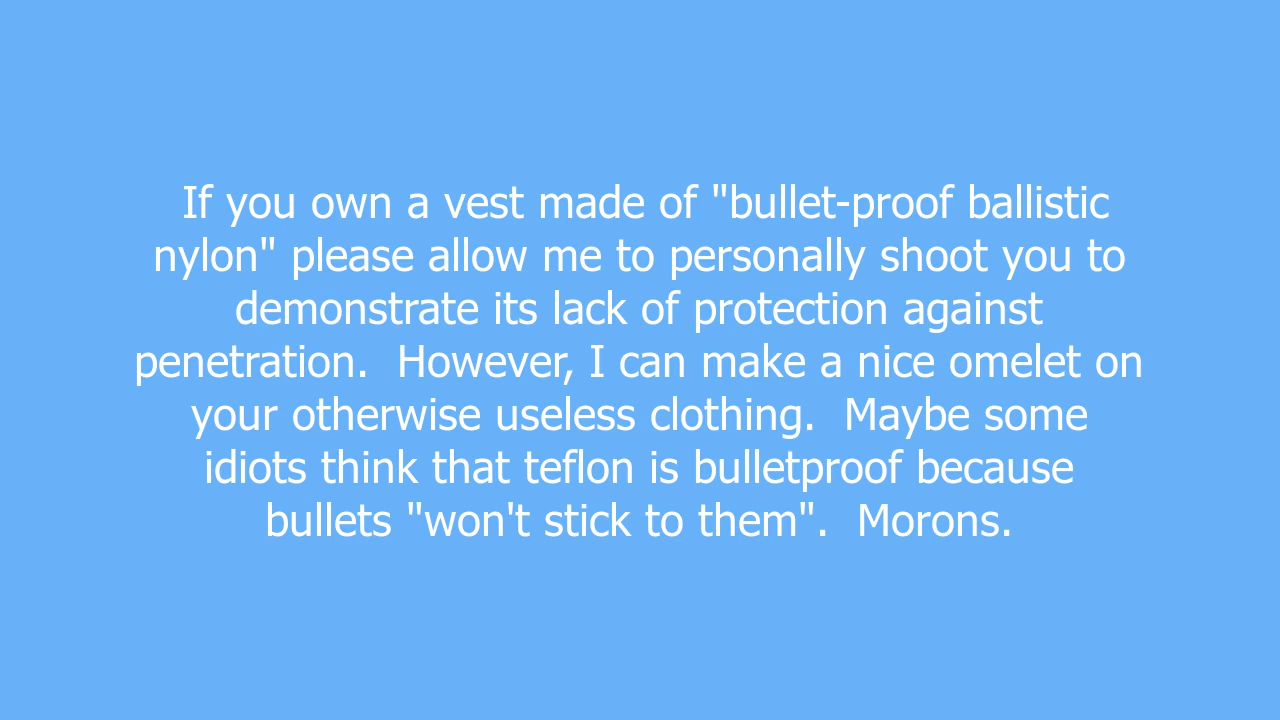 If you own a vest made of "bullet-proof ballistic
nylon" please allow me to personally shoot you to
demonstrate its lack of protection against
penetration.  However, I can make a nice omelet on
your otherwise useless clothing.  Maybe some
idiots think that teflon is bulletproof because
bullets "won't stick to them".  Morons.